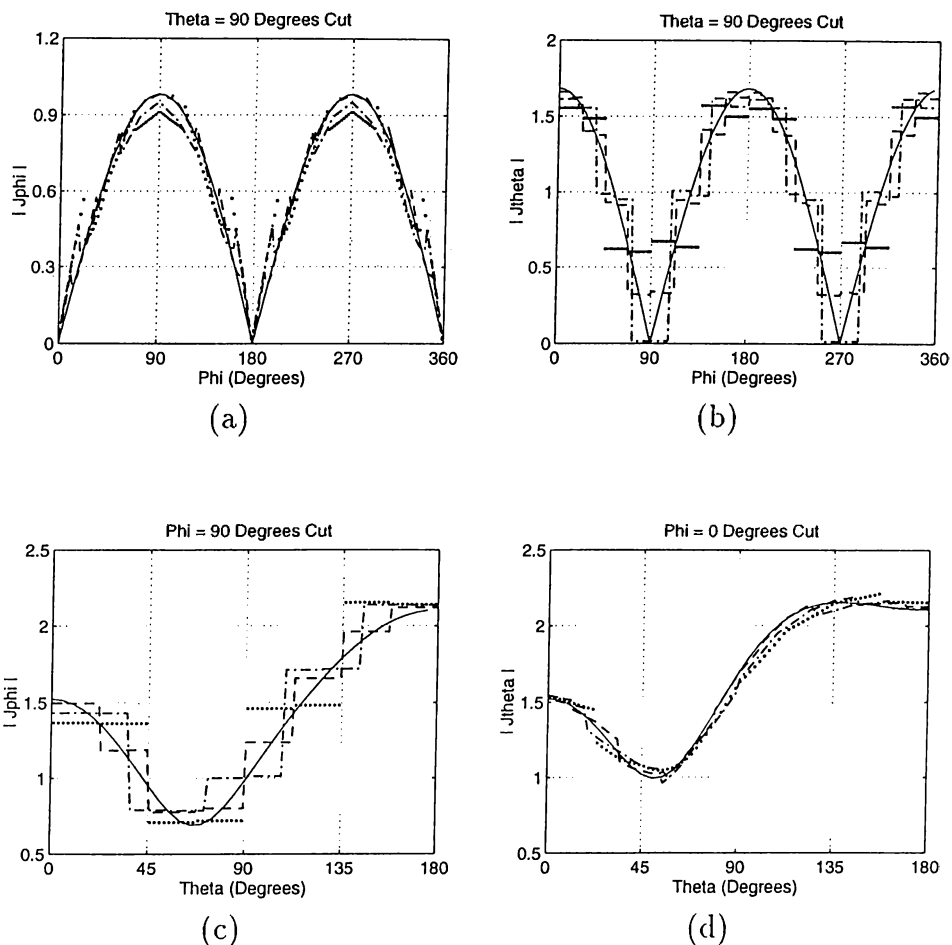 Theta = 90 Degrees Cut
1.2
0.9
0.6
0.3
0
| Jphi |
0 90 180 270 360
Phi (Degrees)
(a)
Theta = 90 Degrees Cut
2
1.5
1
0.5
0
| Jtheta |
0 90 180 270 360
Phi (Degrees)
(b)
Phi = 90 Degrees Cut
2.5
2
1.5
1
0.5
| Jphi |
0 45 90 135 180
Theta (Degrees)
(c)
Phi = 0 Degrees Cut
2.5
2
1.5
1
0.5
| Jtheta |
0 45 90 135 180
Theta (Degrees)
(d)